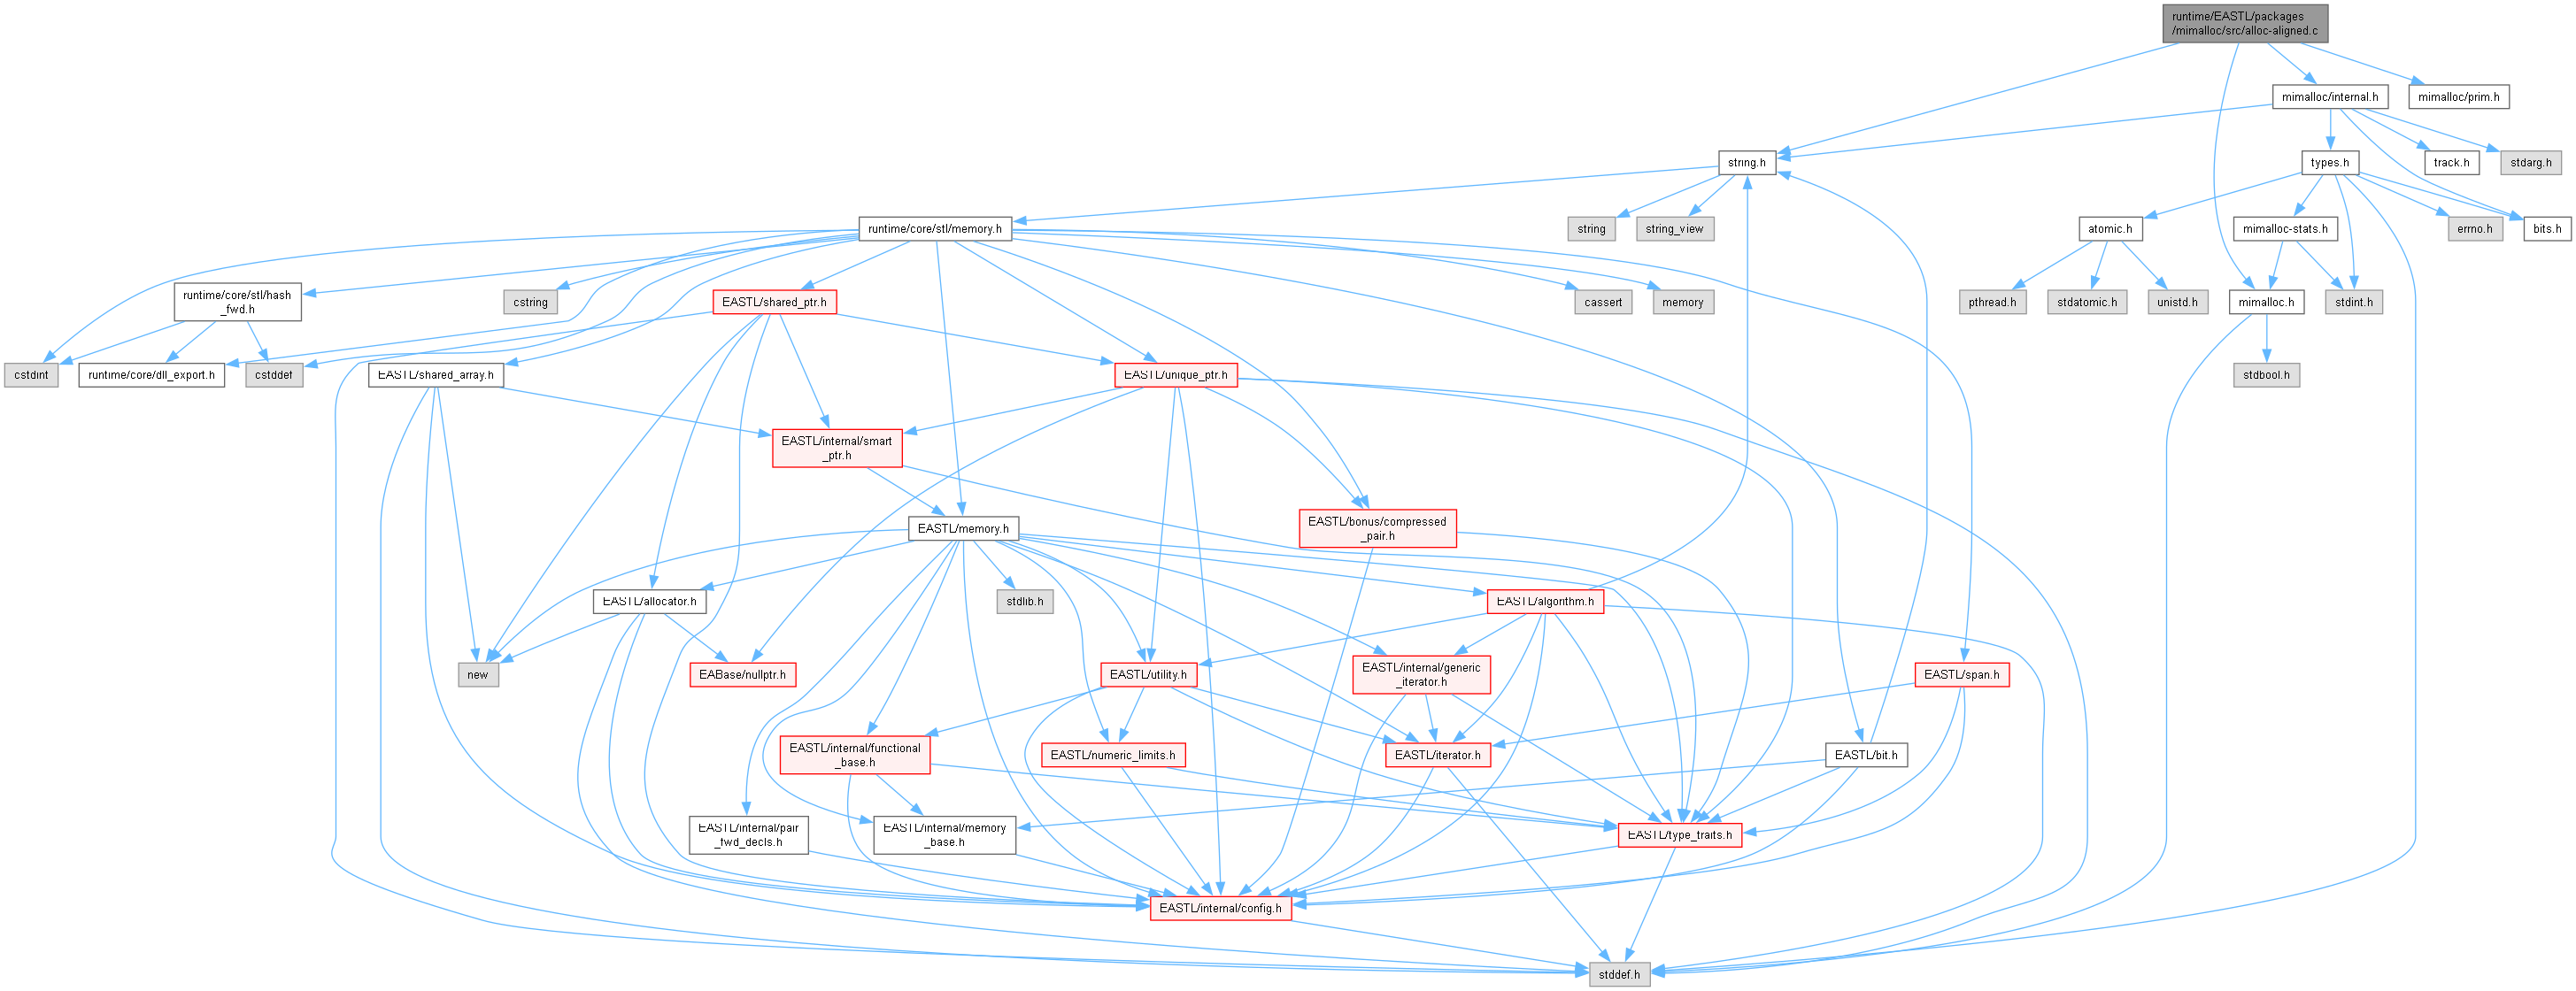 runtime/EASTL/packages
/mimalloc/src/alloc-aligned.c
mimalloc/internal.h
mimalloc/prim.h
string.h
types.h
track.h
stdarg.h
runtime/core/stl/memory.h
string
string_view
atomic.h
mimalloc-stats.h
errno.h
bits.h
runtime/core/stl/hash
_fwd.h
cstring
EASTL/shared_ptr.h
cassert
memory
pthread.h
stdatomic.h
unistd.h
mimalloc.h
stdint.h
cstdint
runtime/core/dll_export.h
cstddef
EASTL/shared_array.h
EASTL/unique_ptr.h
stdbool.h
EASTL/internal/smart
_ptr.h
EASTL/memory.h
EASTL/bonus/compressed
_pair.h
EASTL/allocator.h
stdlib.h
EASTL/algorithm.h
new
EABase/nullptr.h
EASTL/utility.h
EASTL/internal/generic
_iterator.h
EASTL/span.h
EASTL/internal/functional
_base.h
EASTL/numeric_limits.h
EASTL/iterator.h
EASTL/bit.h
EASTL/internal/pair
_fwd_decls.h
EASTL/internal/memory
_base.h
EASTL/type_traits.h
EASTL/internal/config.h
stddef.h